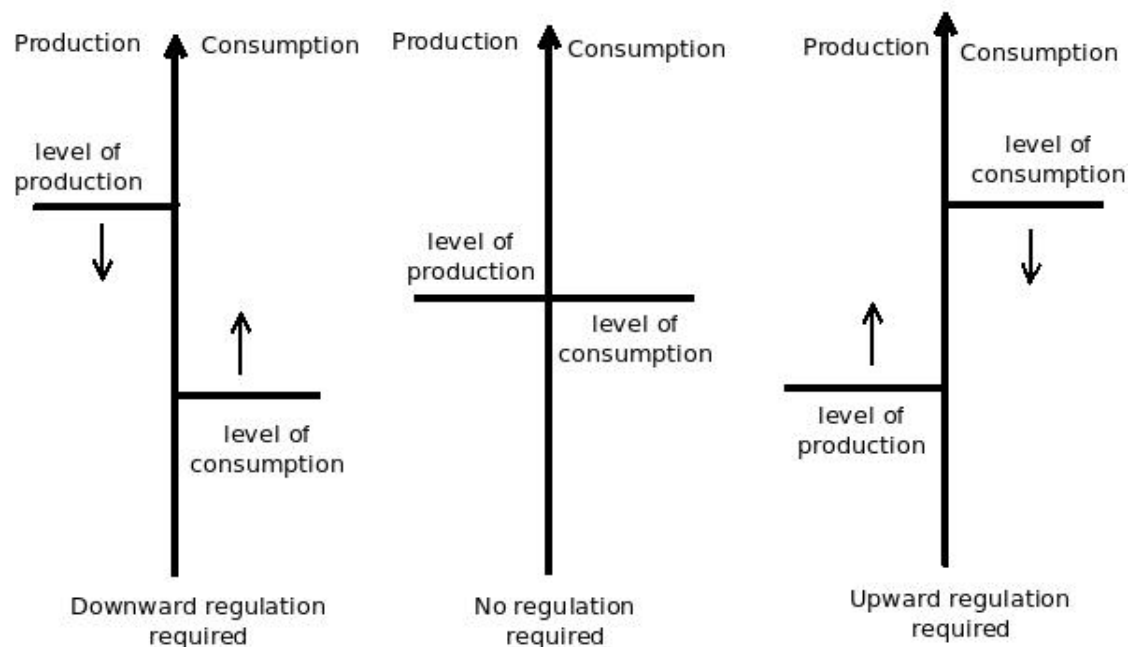 Production
Consumption
level of
production
level of
consumption
Downward regulation
required
Production
Consumption
level of
production
level of
consumption
No regulation
required
Production
Consumption
level of
consumption
level of
production
Upward regulation
required